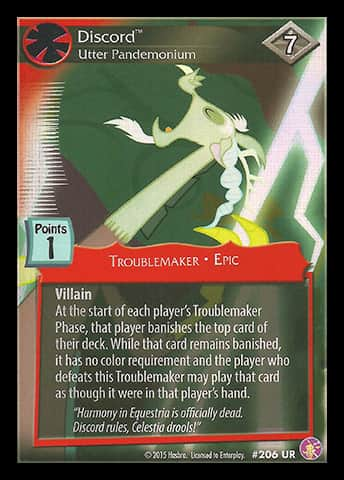 Discord™
Utter Pandemonium
7
Points
1
Troublemaker • Epic
Villain
At the start of each player's Troublemaker
Phase, that player banishes the top card of
their deck. While that card remains banished,
it has no color requirement and the player who
defeats this Troublemaker may play that card
as though it were in that player's hand.
"Harmony in Equestria is officially dead.
Discord rules, Celestia drools!"
© 2015 Hasbro. Licensed to Enterplay. #206 UR